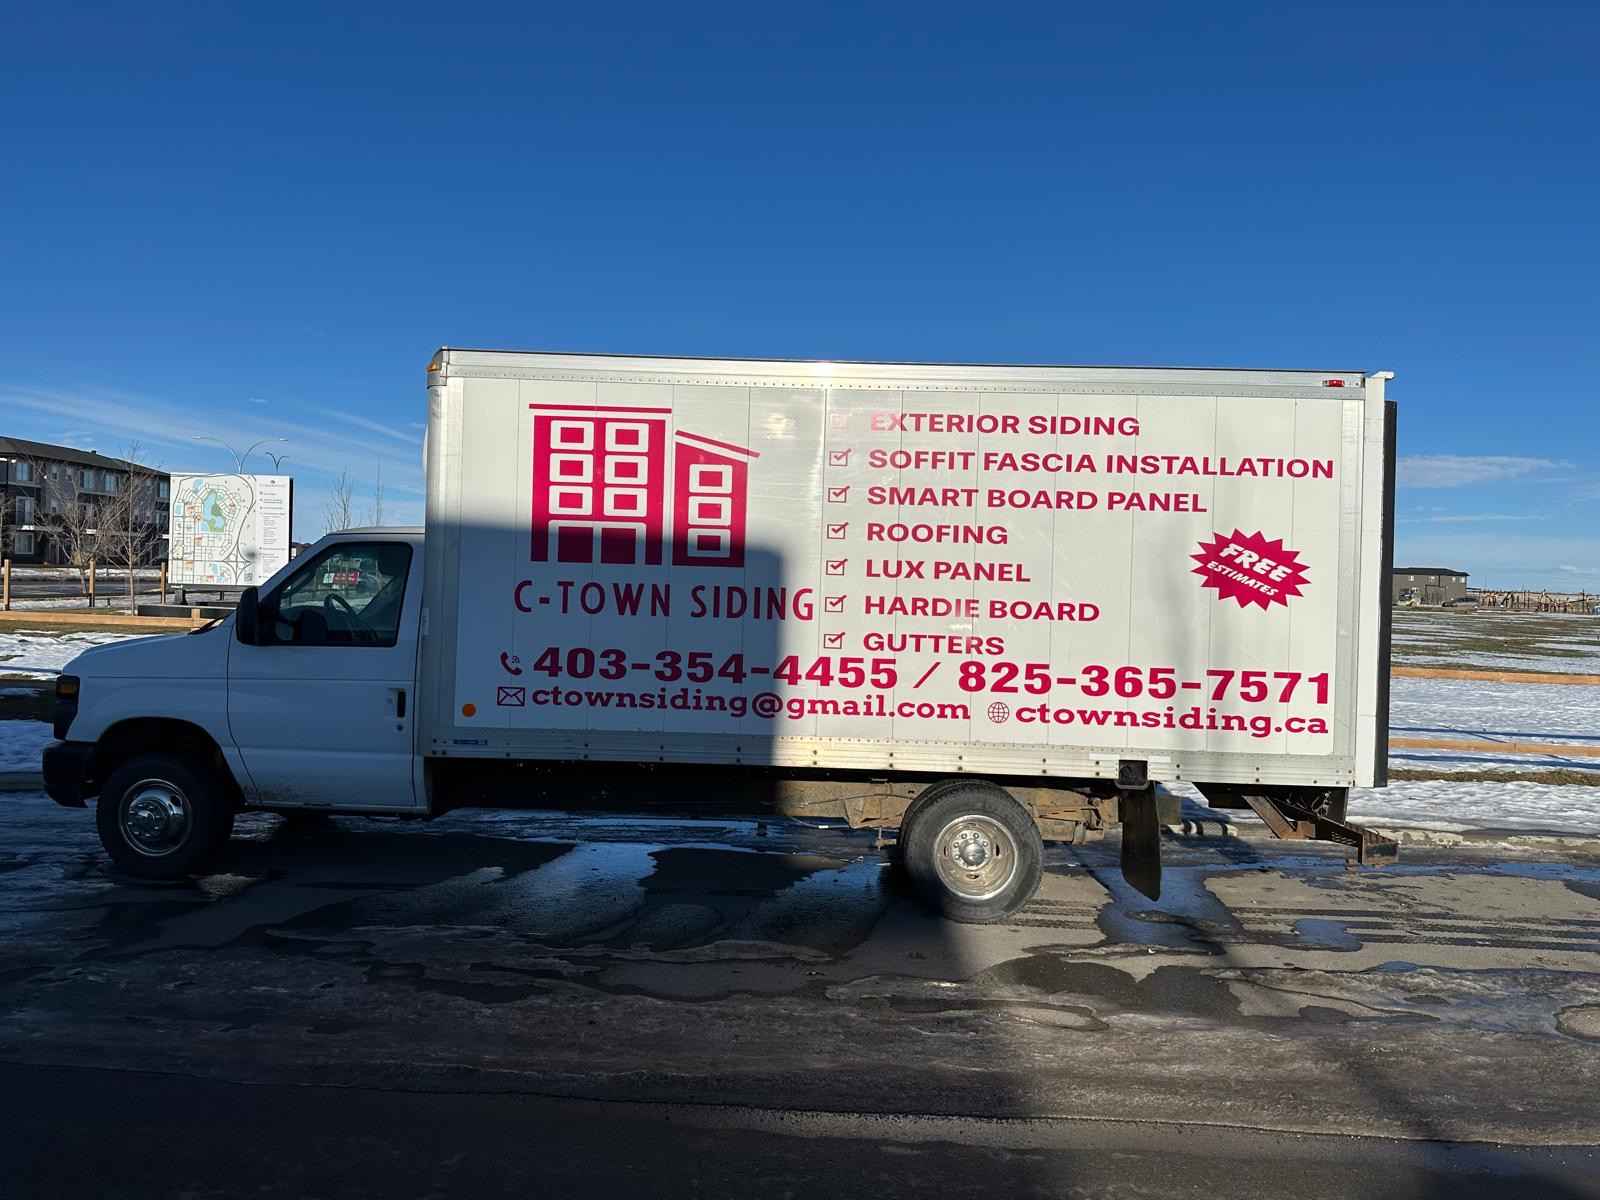 C-TOWN SIDING
EXTERIOR SIDING
SOFFIT FASCIA INSTALLATION
SMART BOARD PANEL
ROOFING
LUX PANEL
HARDIE BOARD
GUTTERS
FREE
ESTIMATES
403-354-4455 / 825-365-7571
ctownsiding@gmail.com ctownsiding.ca